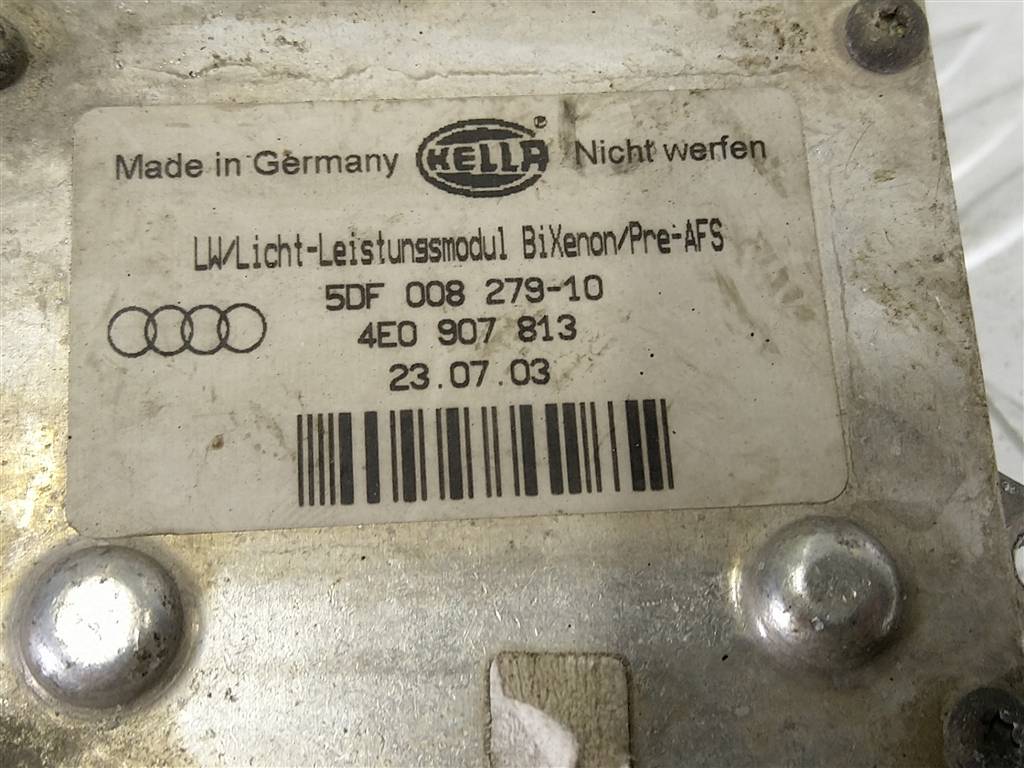 Made in Germany HELLA® Nicht werfen
LW/Licht-Leistungsmodul BiXenon/Pre-AFS
5DF 008 279-10
4E0 907 813
23.07.03